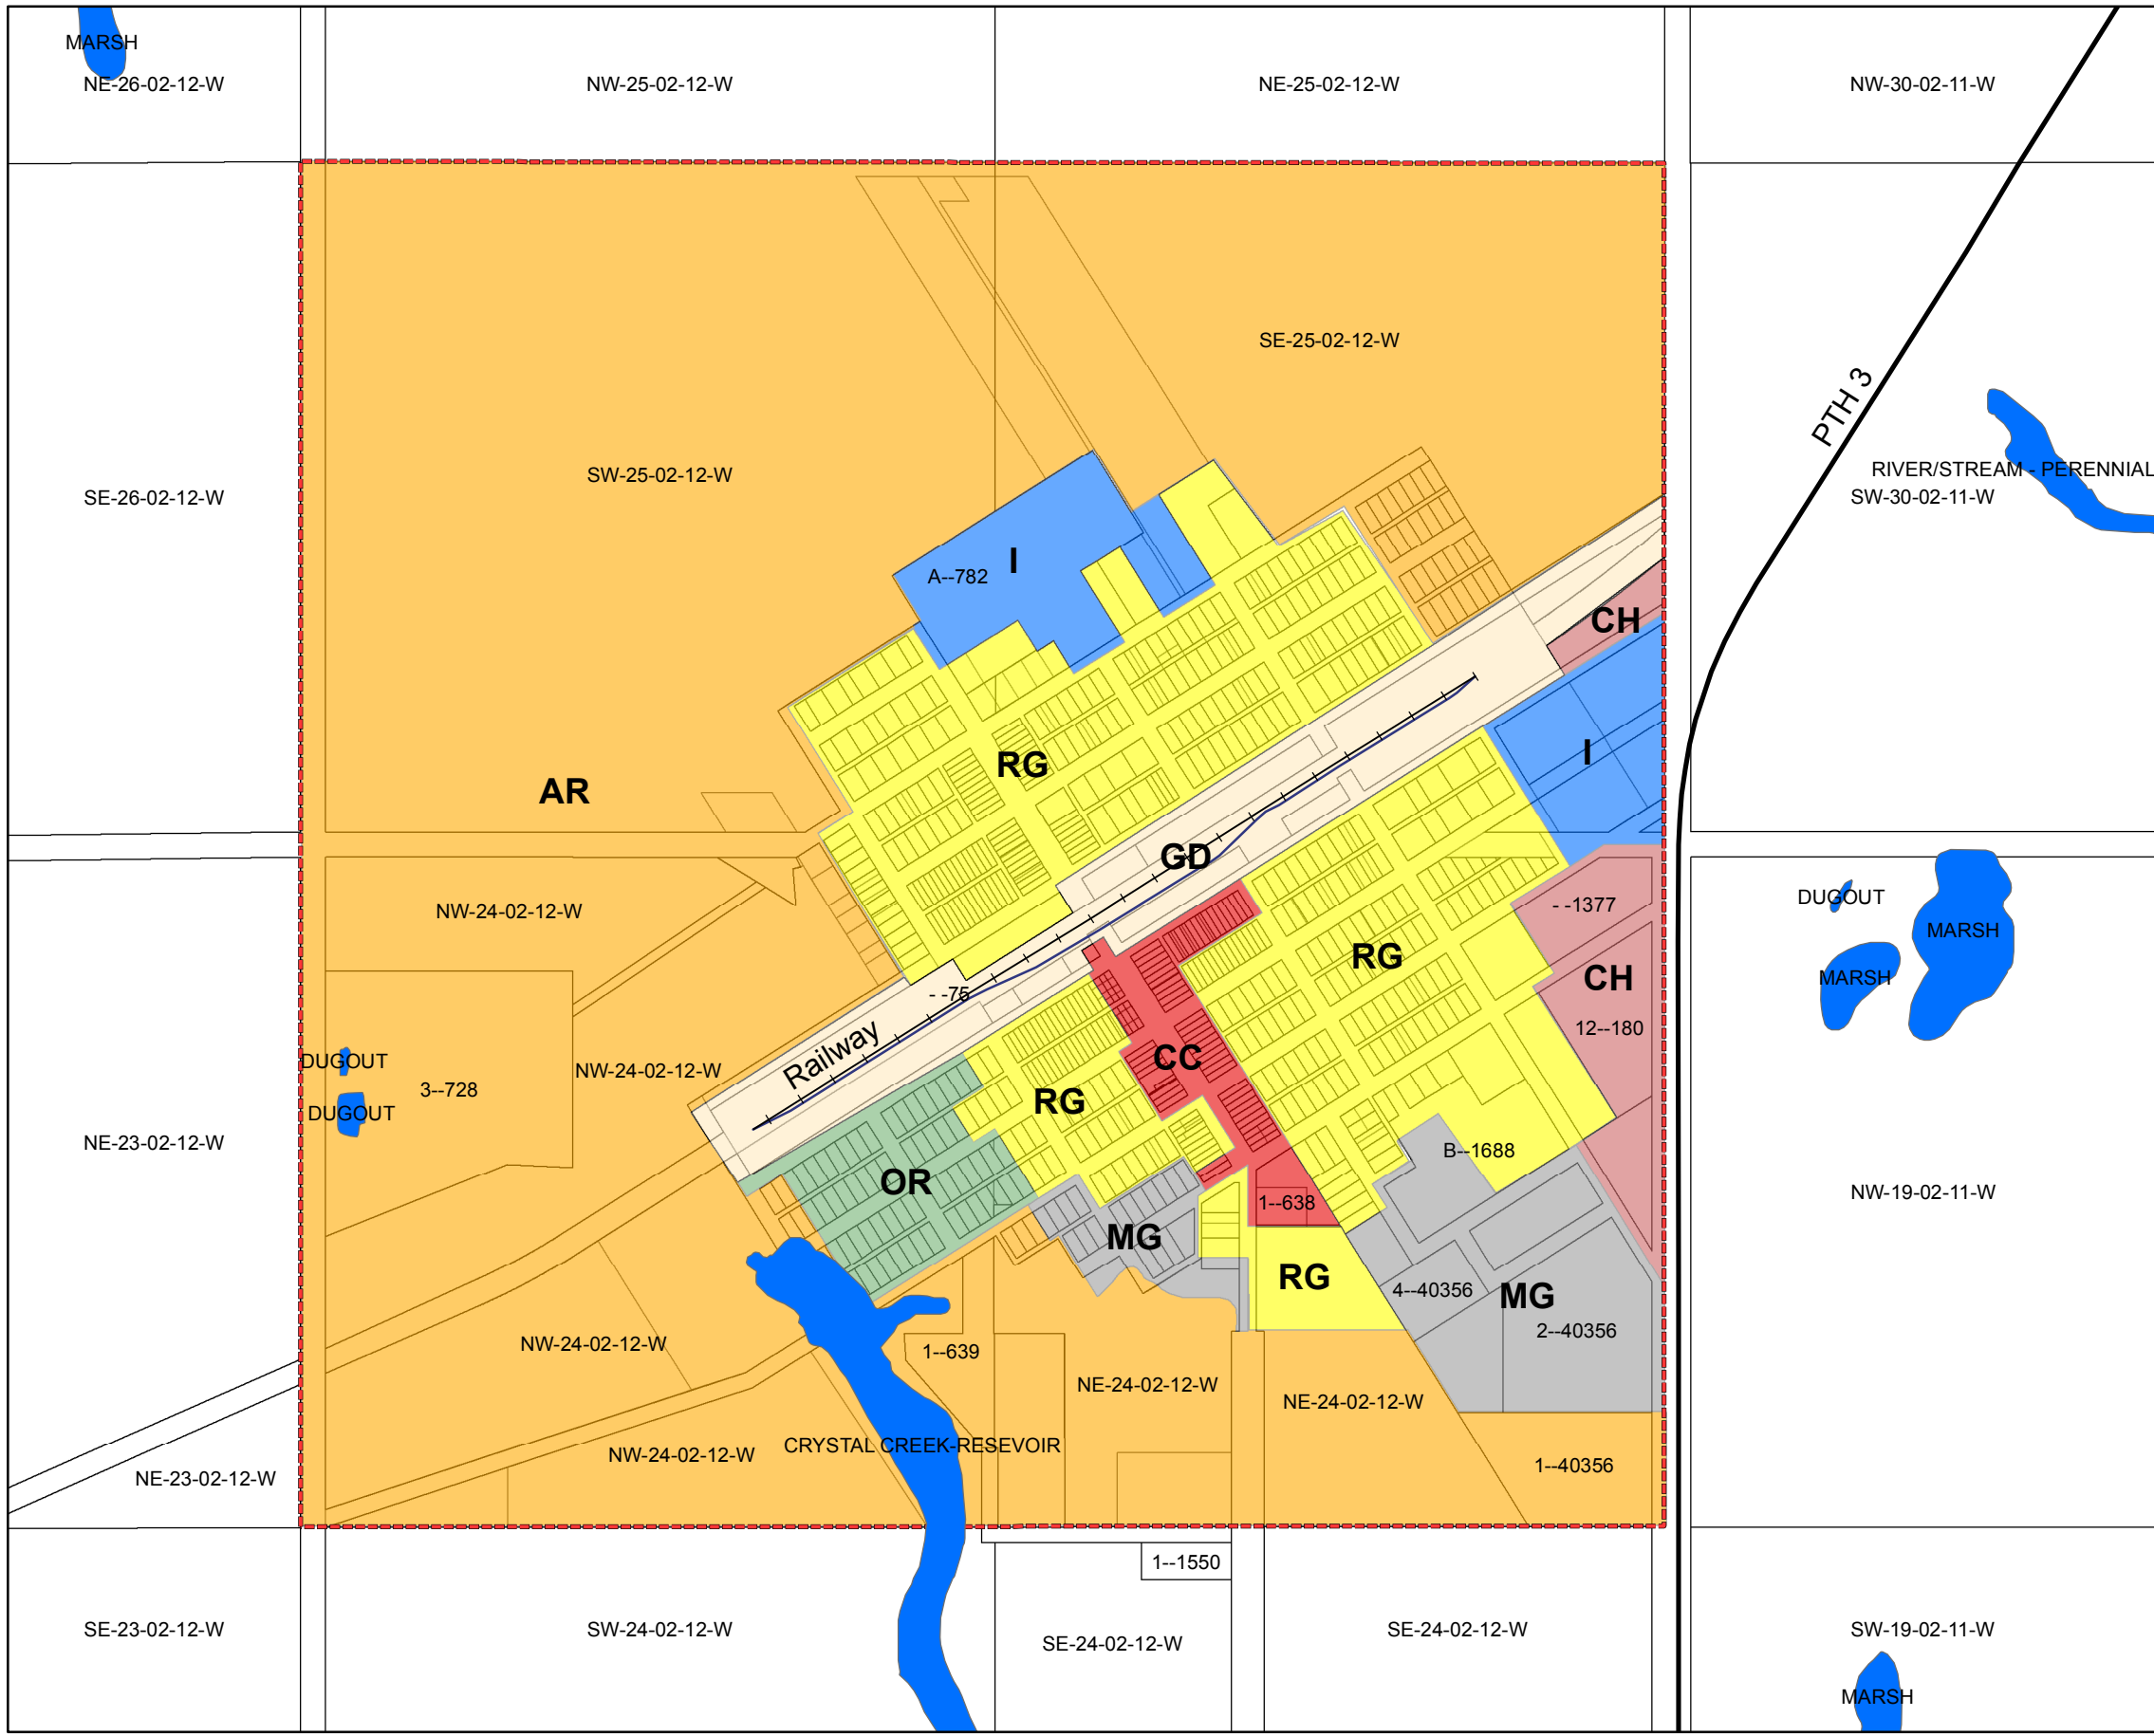 MARSH
NE-26-02-12-W
NW-25-02-12-W
NE-25-02-12-W
NW-30-02-11-W
SE-25-02-12-W
PTH 3
SW-25-02-12-W
SE-26-02-12-W
RIVER/STREAM - PERENNIAL
SW-30-02-11-W
I
A--782
CH
I
RG
AR
GD
NW-24-02-12-W
- -1377
DUGOUT
MARSH
RG
CH
MARSH
- -75
12--180
Railway
CC
DUGOUT
NW-24-02-12-W
3--728
RG
DUGOUT
NE-23-02-12-W
B--1688
OR
NW-19-02-11-W
1--638
MG
RG
4--40356
MG
2--40356
NW-24-02-12-W
1--639
NE-24-02-12-W
NE-24-02-12-W
CRYSTAL CREEK-RESEVOIR
NW-24-02-12-W
1--40356
NE-23-02-12-W
1--1550
SE-23-02-12-W
SW-24-02-12-W
SE-24-02-12-W
SE-24-02-12-W
SW-19-02-11-W
MARSH